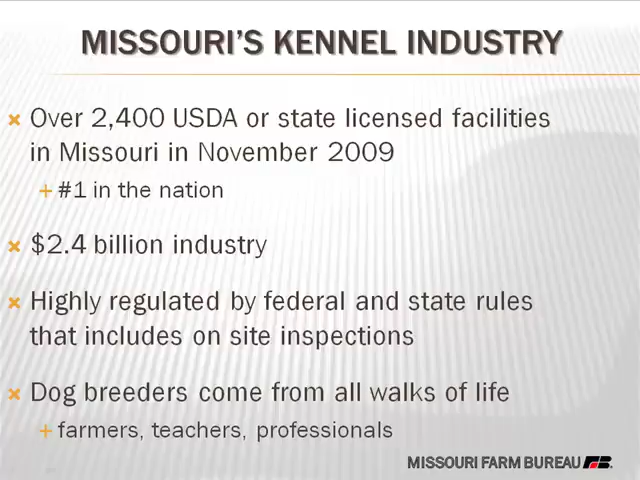 MISSOURI'S KENNEL INDUSTRY
Over 2,400 USDA or state licensed facilities
in Missouri in November 2009
#1 in the nation
$2.4 billion industry
Highly regulated by federal and state rules
that includes on site inspections
Dog breeders come from all walks of life
farmers, teachers, professionals
MISSOURI FARM BUREAU FB